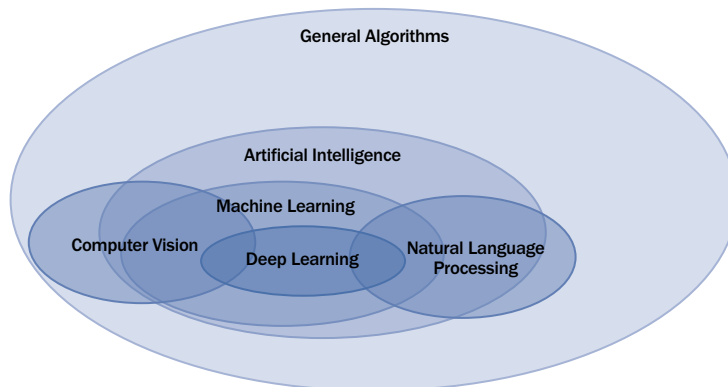 General Algorithms
Artificial Intelligence
Machine Learning
Computer Vision
Deep Learning
Natural Language
Processing